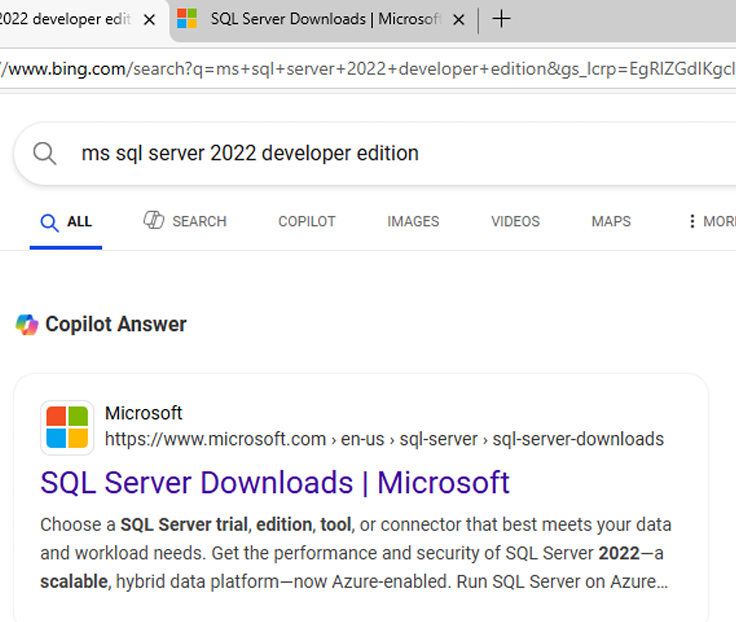 2022 developer edit
SQL Server Downloads | Microsoft
/www.bing.com/search?q=ms+sql+server+2022+developer+edition&gs_lcrp=EgRlZGdlKgcl
ms sql server 2022 developer edition
ALL SEARCH COPILOT IMAGES VIDEOS MAPS MORE
Copilot Answer
Microsoft
https://www.microsoft.com › en-us › sql-server › sql-server-downloads
SQL Server Downloads | Microsoft
Choose a SQL Server trial, edition, tool, or connector that best meets your data
and workload needs. Get the performance and security of SQL Server 2022—a
scalable, hybrid data platform—now Azure-enabled. Run SQL Server on Azure...